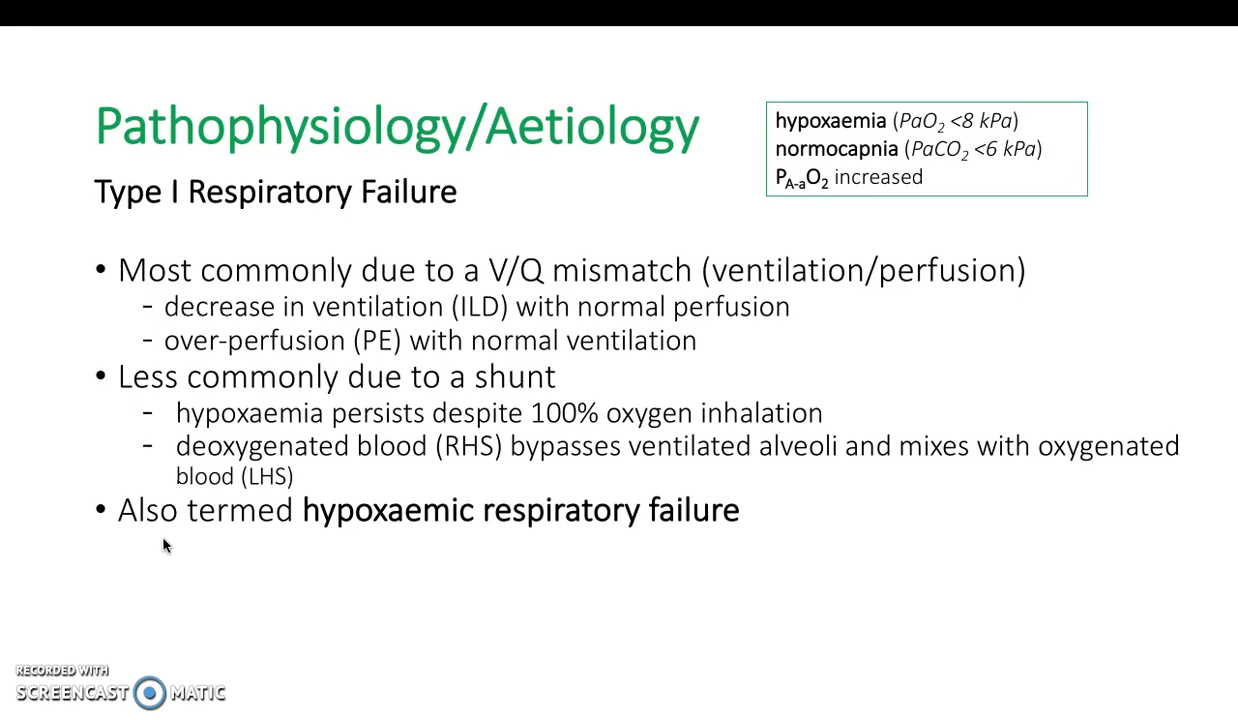 Pathophysiology/Aetiology
Type I Respiratory Failure
hypoxaemia (PaO2 <8 kPa)
normocapnia (PaCO2 <6 kPa)
PA-aO2 increased
• Most commonly due to a V/Q mismatch (ventilation/perfusion)
- decrease in ventilation (ILD) with normal perfusion
- over-perfusion (PE) with normal ventilation
• Less commonly due to a shunt
- hypoxaemia persists despite 100% oxygen inhalation
- deoxygenated blood (RHS) bypasses ventilated alveoli and mixes with oxygenated
blood (LHS)
• Also termed hypoxaemic respiratory failure
RECORDED WITH
SCREENCAST MATIC